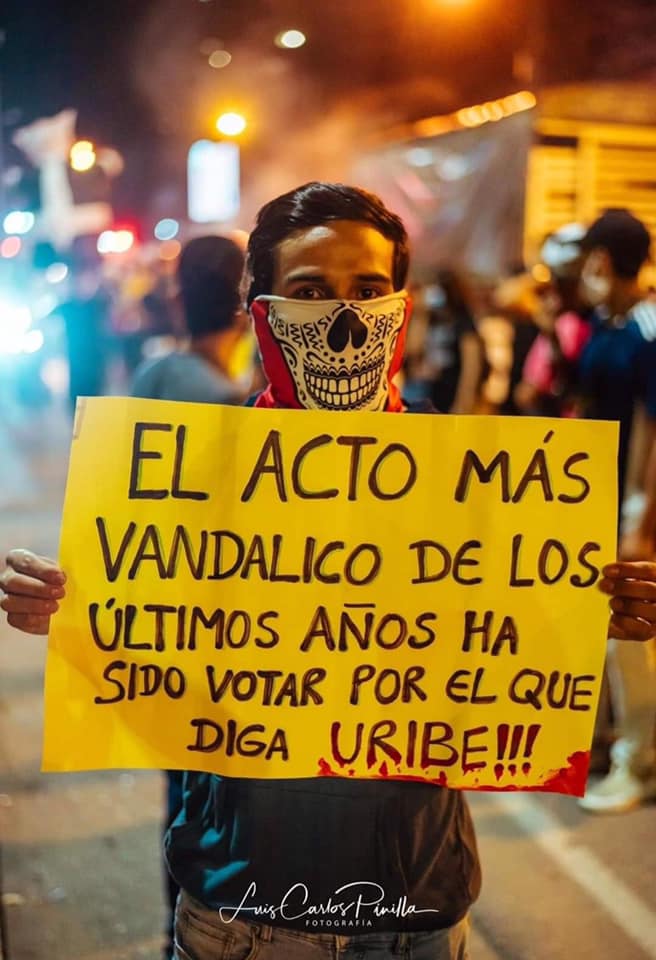 EL ACTO MÁS
VANDALICO DE LOS
ÚLTIMOS AÑOS HA
SIDO VOTAR POR EL QUE
DIGA URIBE!!!
Luis Carlos Pinilla
FOTOGRAFÍA